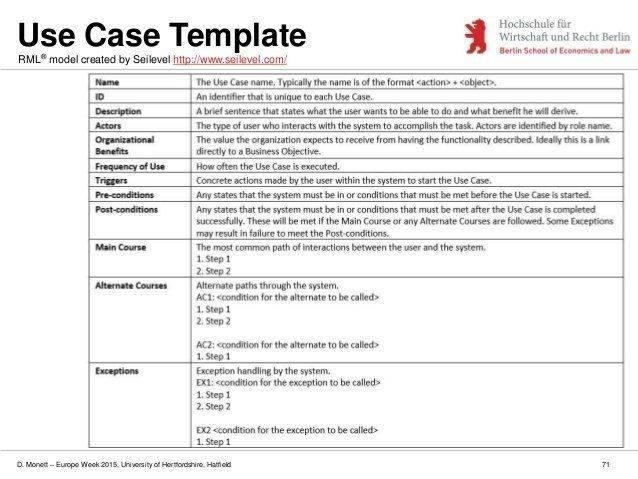 Use Case Template
RML® model created by Seilevel http://www.seilevel.com/
Hochschule für
Wirtschaft und Recht Berlin
Berlin School of Economics and Law
Name The Use Case name. Typically the name is of the format <action> + <object>.
ID An identifier that is unique to each Use Case.
Description A brief sentence that states what the user wants to be able to do and what benefit he will derive.
Actors The type of user who interacts with the system to accomplish the task. Actors are identified by role name.
Organizational The value the organization expects to receive from having the functionality described. Ideally this is a link
Benefits directly to a Business Objective.
Frequency of Use How often the Use Case is executed.
Triggers Concrete actions made by the user within the system to start the Use Case.
Pre-conditions Any states that the system must be in or conditions that must be met before the Use Case is started.
Post-conditions Any states that the system must be in or conditions that must be met after the Use Case is completed
successfully. These will be met if the Main Course or any Alternate Courses are followed. Some Exceptions
may result in failure to meet the Post-conditions.
Main Course The most common path of interactions between the user and the system.
1. Step 1
2. Step 2
Alternate Courses Alternate paths through the system.
AC1: <condition for the alternate to be called>
1. Step 1
2. Step 2
AC2: <condition for the alternate to be called>
1. Step 1
Exceptions Exception handling by the system.
EX1: <condition for the exception to be called>
1. Step 1
2. Step 2
EX2 <condition for the exception to be called>
1. Step 1
D. Monett – Europe Week 2015, University of Hertfordshire, Hatfield 71